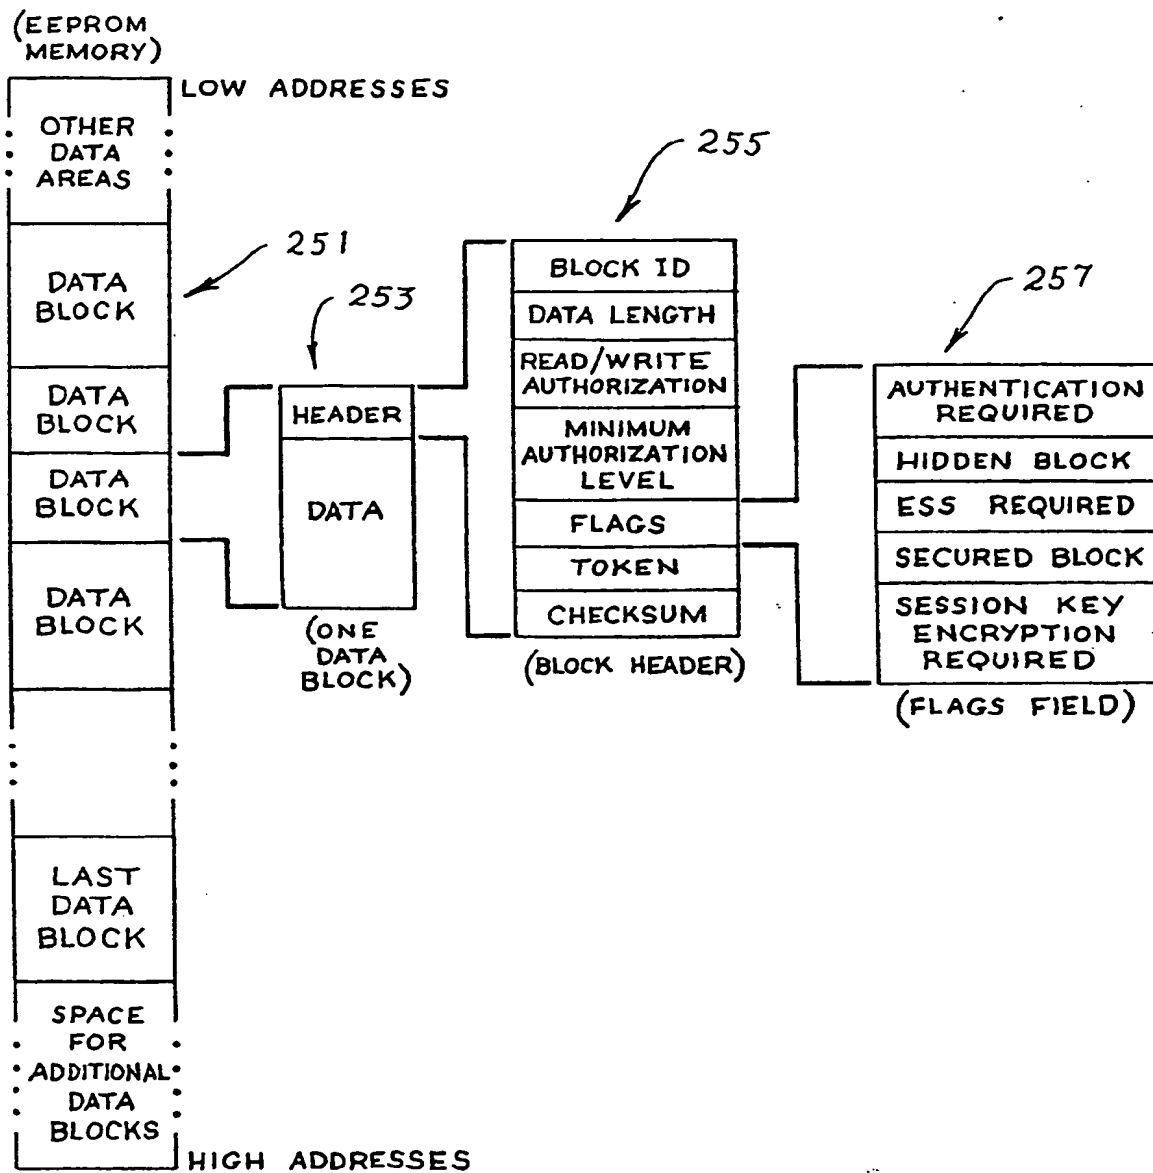 (EEPROM
MEMORY)
LOW ADDRESSES
OTHER
DATA
AREAS
DATA
BLOCK
251
DATA
BLOCK
DATA
BLOCK
DATA
BLOCK
LAST
DATA
BLOCK
SPACE
FOR
ADDITIONAL
DATA
BLOCKS
HIGH ADDRESSES
253
HEADER
DATA
(ONE
DATA
BLOCK)
255
BLOCK ID
DATA LENGTH
READ/WRITE
AUTHORIZATION
MINIMUM
AUTHORIZATION
LEVEL
FLAGS
TOKEN
CHECKSUM
(BLOCK HEADER)
257
AUTHENTICATION
REQUIRED
HIDDEN BLOCK
ESS REQUIRED
SECURED BLOCK
SESSION KEY
ENCRYPTION
REQUIRED
(FLAGS FIELD)